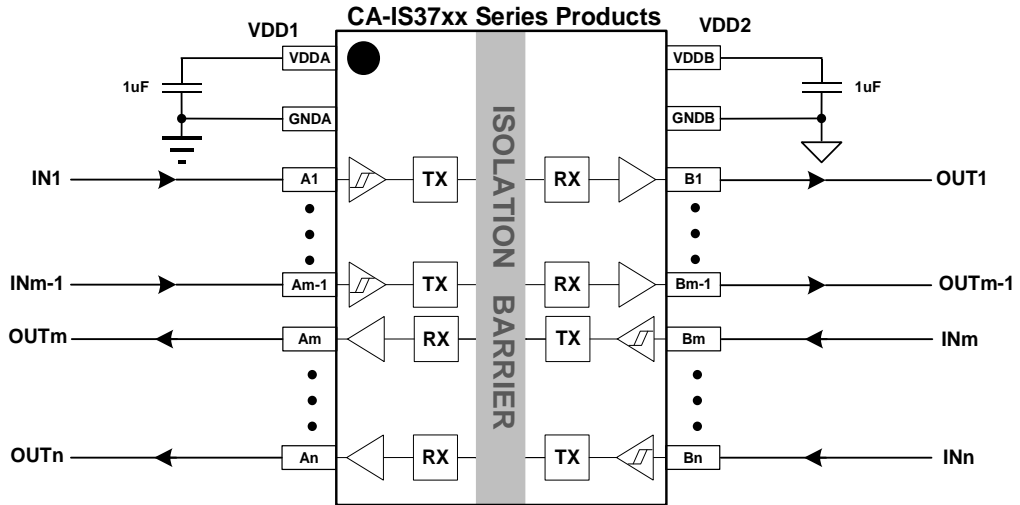 CA-IS37xx Series Products
VDD1
VDD2
VDDA
VDDB
1uF
1uF
GNDA
GNDB
ISOLATION BARRIER
IN1
A1
TX
RX
B1
OUT1
INm-1
Am-1
TX
RX
Bm-1
OUTm-1
OUTm
Am
RX
TX
Bm
INm
OUTn
An
RX
TX
Bn
INn